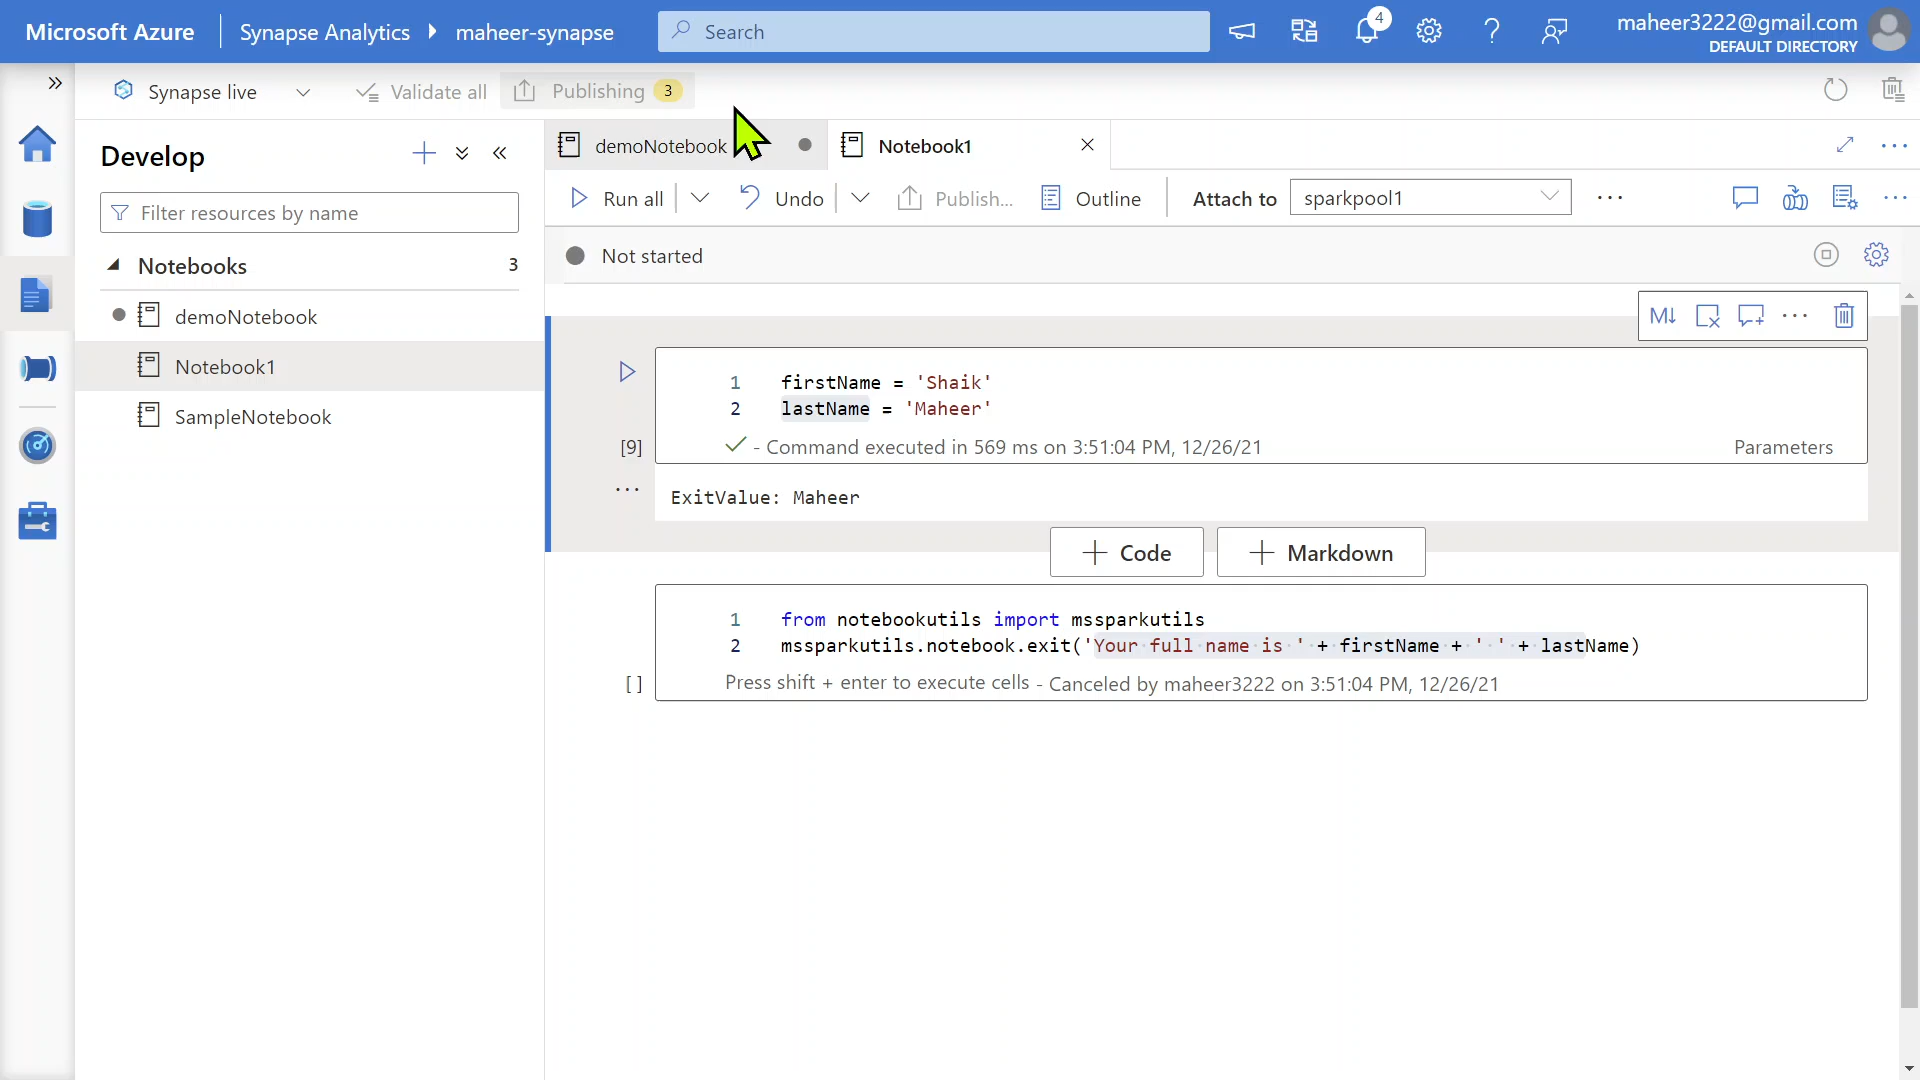 Microsoft Azure
Synapse Analytics
maheer-synapse
Search
4
maheer3222@gmail.com
DEFAULT DIRECTORY
Synapse live
Validate all
Publishing 3
Develop
Filter resources by name
Notebooks 3
demoNotebook
Notebook1
SampleNotebook
demoNotebook
Notebook1
Run all
Undo
Publish...
Outline
Attach to
sparkpool1
Not started
M↓
1 firstName = 'Shaik'
2 lastName = 'Maheer'
[9] - Command executed in 569 ms on 3:51:04 PM, 12/26/21
Parameters
ExitValue: Maheer
+ Code
+ Markdown
1 from notebookutils import mssparkutils
2 mssparkutils.notebook.exit('Your full name is ' + firstName + ' ' + lastName)
[ ] Press shift + enter to execute cells - Canceled by maheer3222 on 3:51:04 PM, 12/26/21